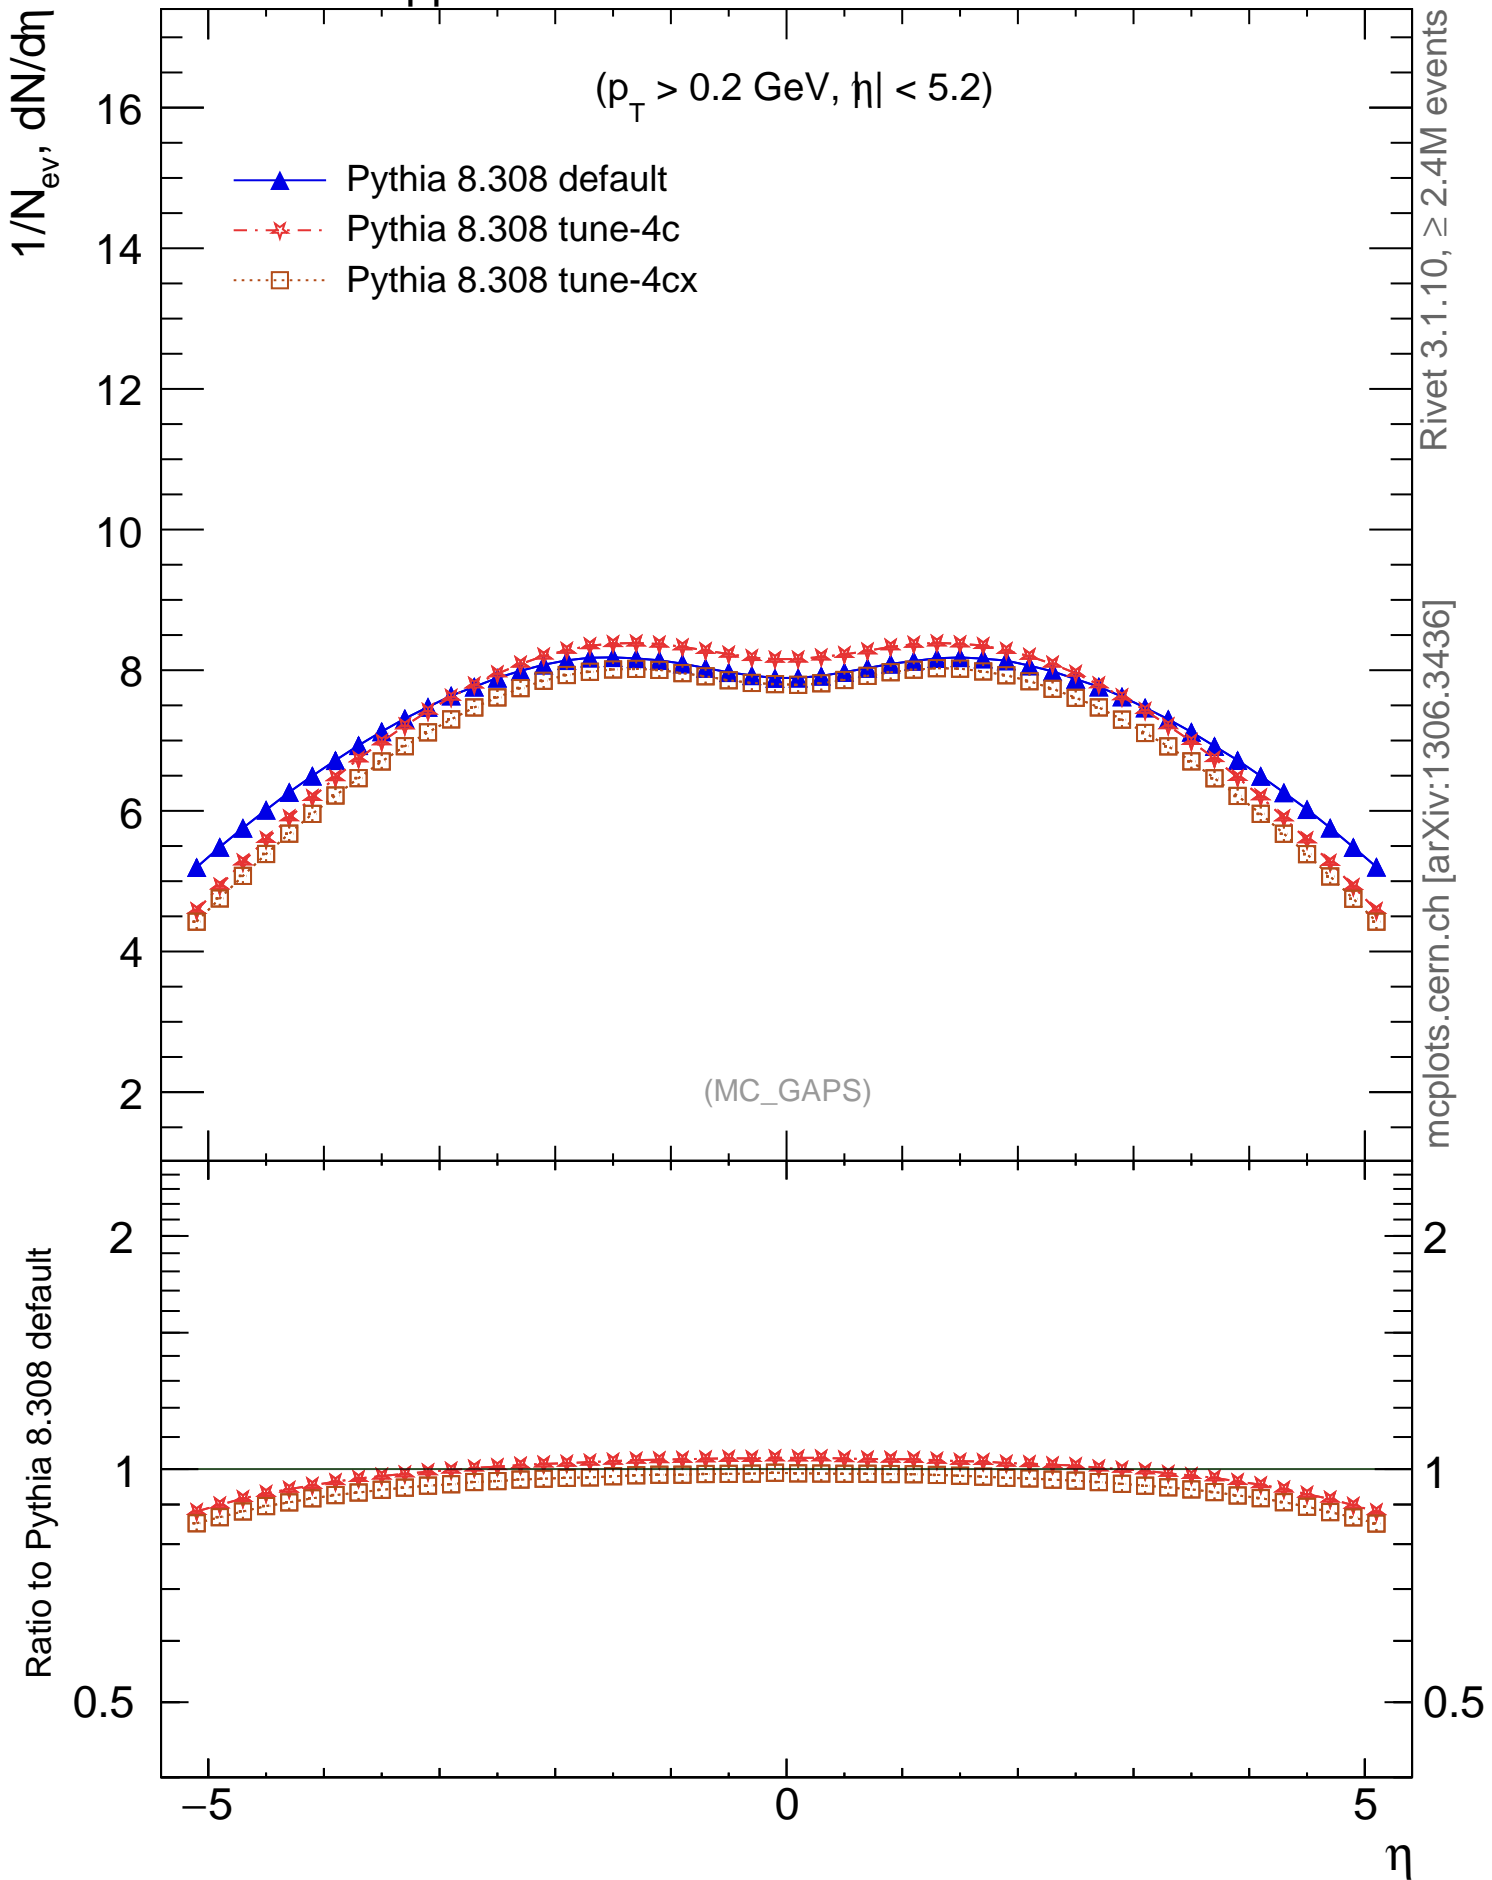 1/N_ev, dN/dη
(p_T > 0.2 GeV, |η| < 5.2)
Pythia 8.308 default
Pythia 8.308 tune-4c
Pythia 8.308 tune-4cx
16
14
12
10
8
6
4
2
(MC_GAPS)
Rivet 3.1.10, ≥ 2.4M events
mcplots.cern.ch [arXiv:1306.3436]
Ratio to Pythia 8.308 default
2
1
0.5
2
1
0.5
−5
0
5
η